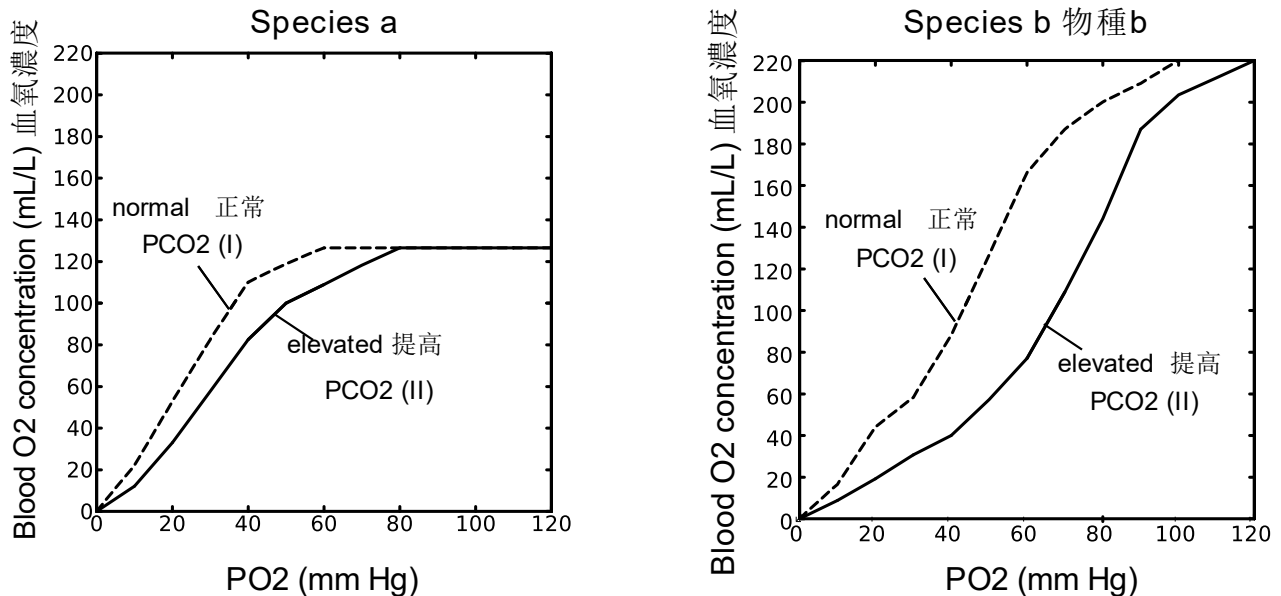 Species a
Blood O2 concentration (mL/L) 血氧濃度
220
200
180
160
140
120
100
80
60
40
20
0
normal 正常
PCO2 (I)
elevated 提高
PCO2 (II)
0 20 40 60 80 100 120
PO2 (mm Hg)
Species b 物種b
Blood O2 concentration (mL/L) 血氧濃度
220
200
180
160
140
120
100
80
60
40
20
0
normal 正常
PCO2 (I)
elevated 提高
PCO2 (II)
0 20 40 60 80 100 120
PO2 (mm Hg)